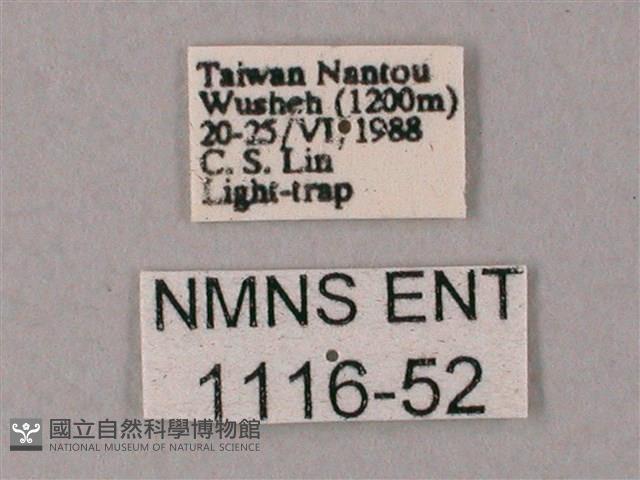 Taiwan Nantou
Wusheh (1200m)
20-25/VI, 1988
C. S. Lin
Light-trap
NMNS ENT
1116-52
國立自然科學博物館
NATIONAL MUSEUM OF NATURAL SCIENCE